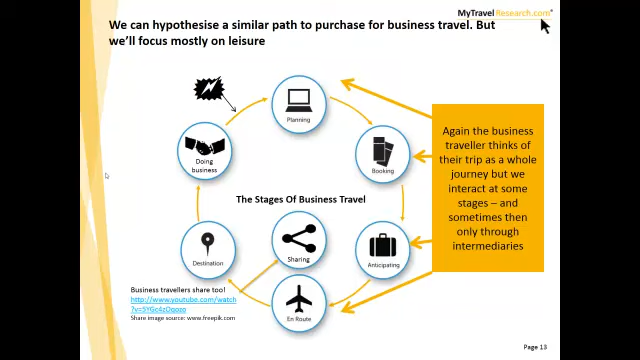 We can hypothesise a similar path to purchase for business travel. But
we'll focus mostly on leisure
MyTravelResearch.com®
Planning
Booking
Anticipating
En Route
Destination
Doing
business
The Stages Of Business Travel
Sharing
Again the business
traveller thinks of
their trip as a whole
journey but we
interact at some
stages – and
sometimes then
only through
intermediaries
Business travellers share too!
http://www.youtube.com/watch
Share image source: www.freepik.com
Page 13